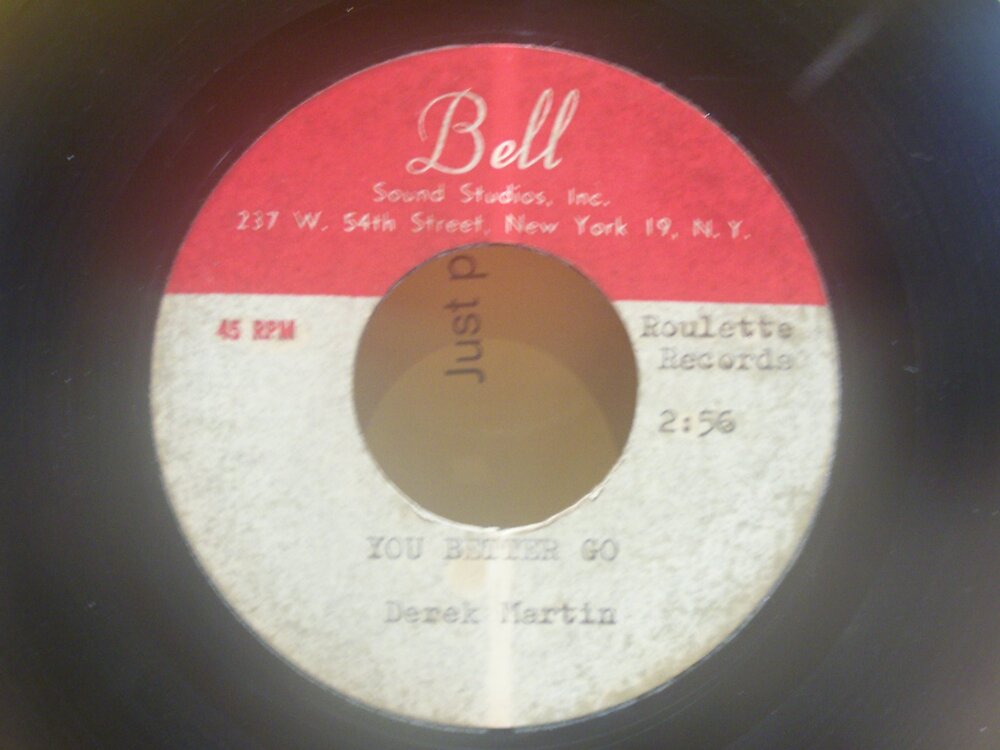 Bell
Sound Studios, Inc.
237 W. 54th Street, New York 19, N.Y.
Just p
45 RPM
Roulette
Records
2:56
YOU BETTER GO
Derek Martin